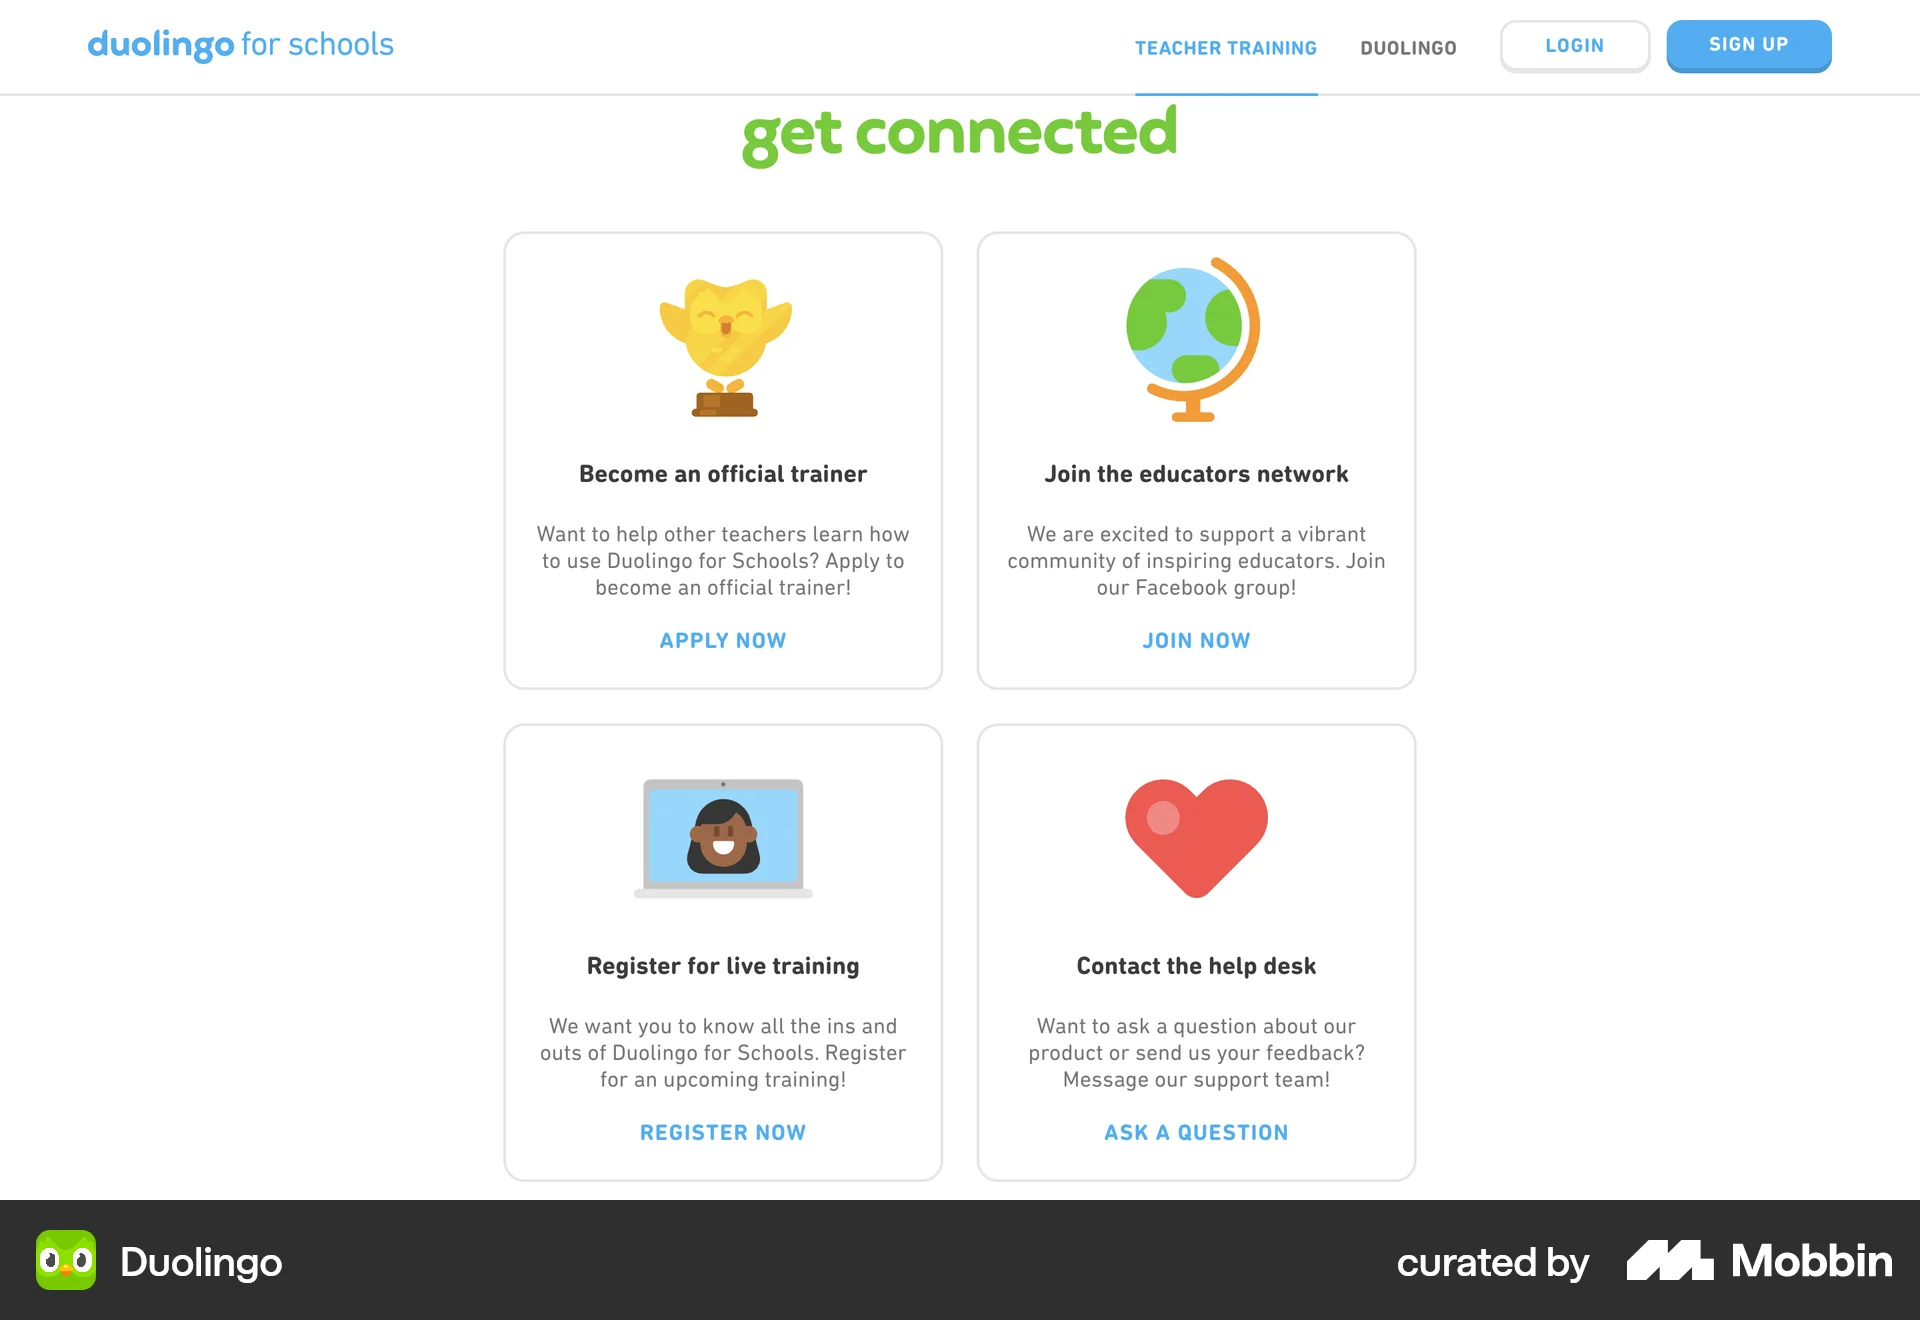 duolingo for schools
TEACHER TRAINING
DUOLINGO
LOGIN
SIGN UP
get connected
Become an official trainer
Want to help other teachers learn how
to use Duolingo for Schools? Apply to
become an official trainer!
APPLY NOW
Join the educators network
We are excited to support a vibrant
community of inspiring educators. Join
our Facebook group!
JOIN NOW
Register for live training
We want you to know all the ins and
outs of Duolingo for Schools. Register
for an upcoming training!
REGISTER NOW
Contact the help desk
Want to ask a question about our
product or send us your feedback?
Message our support team!
ASK A QUESTION
Duolingo
curated by
Mobbin